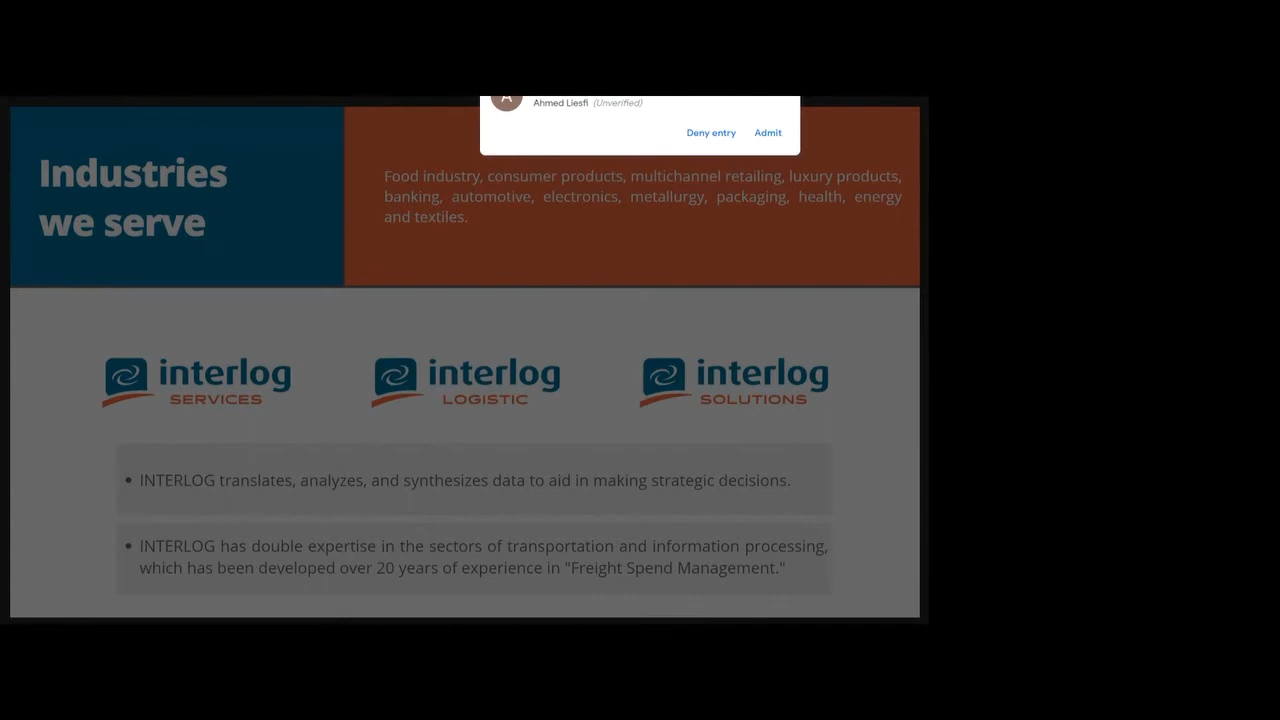 A
Ahmed Liesfi (Unverified)
Deny entry Admit
Industries
we serve
Food industry, consumer products, multichannel retailing, luxury products,
banking, automotive, electronics, metallurgy, packaging, health, energy
and textiles.
interlog
SERVICES
interlog
LOGISTIC
interlog
SOLUTIONS
• INTERLOG translates, analyzes, and synthesizes data to aid in making strategic decisions.
• INTERLOG has double expertise in the sectors of transportation and information processing,
which has been developed over 20 years of experience in "Freight Spend Management."